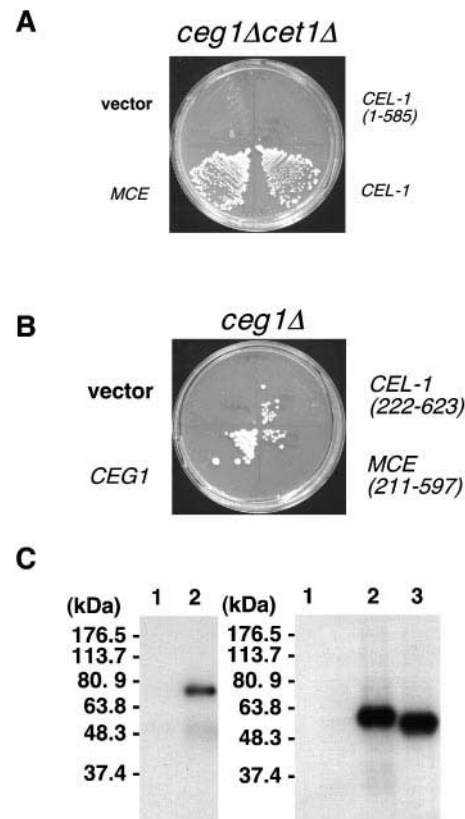 A
ceg1Δcet1Δ
vector
CEL-1
(1-585)
MCE
CEL-1
B
ceg1Δ
vector
CEL-1
(222-623)
CEG1
MCE
(211-597)
C
(kDa) 1 2
176.5 -
113.7 -
80. 9 -
63.8 -
48.3 -
37.4 -
(kDa) 1 2 3
176.5 -
113.7 -
80.9 -
63.8 -
48.3 -
37.4 -